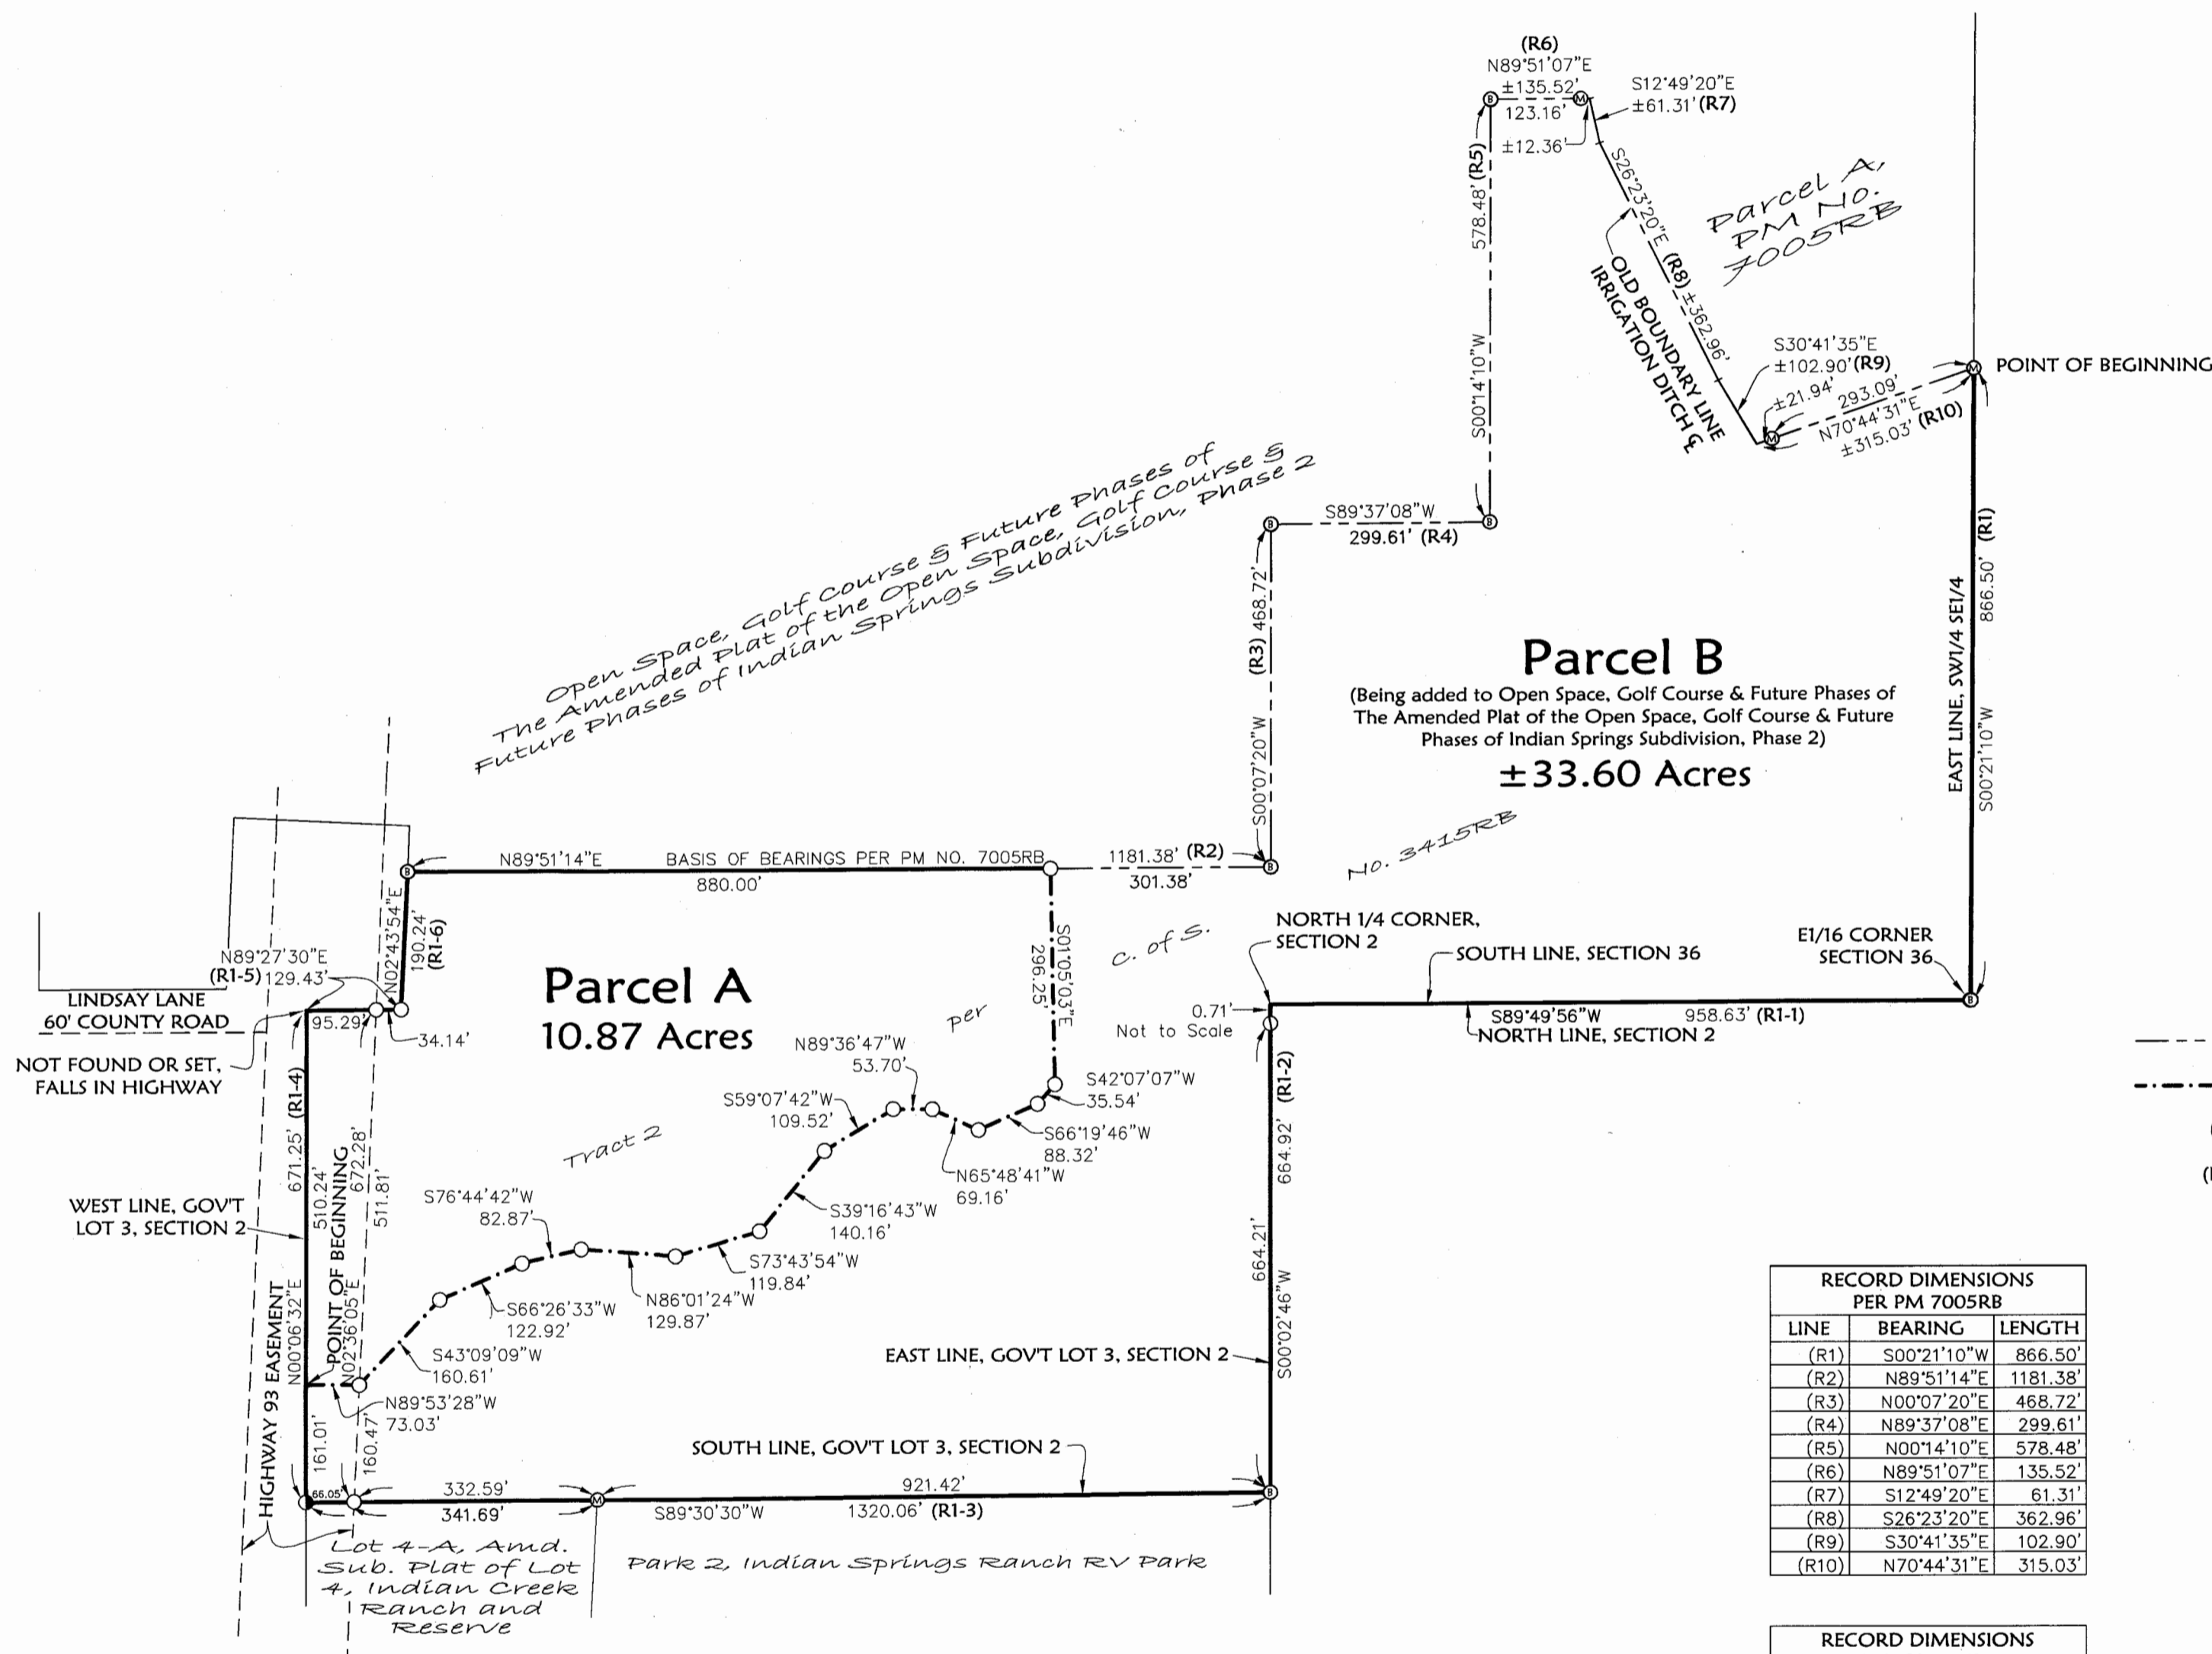 (R6)
N89°51'07"E
±135.52'
123.16'
±12.36'
S12°49'20"E
±61.31' (R7)
578.48' (R5)
S00°14'10"W
S26°23'20"E (R8) ±362.96'
OLD BOUNDARY LINE
IRRIGATION DITCH ℄
Parcel A,
PM No.
7005RB
S30°41'35"E
±102.90' (R9)
±21.94'
293.09'
N70°44'31"E
±315.03' (R10)
POINT OF BEGINNING
S89°37'08"W
299.61' (R4)
(R3) 468.72'
S00°07'20"W
866.50' (R1)
S00°21'10"W
EAST LINE, SW1/4 SE1/4
Open Space, Golf Course & Future Phases of
The Amended Plat of the Open Space, Golf Course &
Future Phases of Indian Springs Subdivision, Phase 2
Parcel B
(Being added to Open Space, Golf Course & Future Phases of
The Amended Plat of the Open Space, Golf Course & Future
Phases of Indian Springs Subdivision, Phase 2)
±33.60 Acres
N89°51'14"E BASIS OF BEARINGS PER PM NO. 7005RB
880.00'
1181.38' (R2)
301.38'
No. 3415RB
C. of S.
per
Tract 2
N02°43'54"E
190.24'
(R1-6)
N89°27'30"E
(R1-5) 129.43'
LINDSAY LANE
60' COUNTY ROAD
95.29'
34.14'
NOT FOUND OR SET,
FALLS IN HIGHWAY
Parcel A
10.87 Acres
S01°05'03"E
296.25'
NORTH 1/4 CORNER,
SECTION 2
SOUTH LINE, SECTION 36
E1/16 CORNER
SECTION 36
0.71'
Not to Scale
S89°49'56"W 958.63' (R1-1)
NORTH LINE, SECTION 2
N89°36'47"W
53.70'
S59°07'42"W
109.52'
S42°07'07"W
35.54'
S66°19'46"W
88.32'
N65°48'41"W
69.16'
S39°16'43"W
140.16'
S73°43'54"W
119.84'
S76°44'42"W
82.87'
N86°01'24"W
129.87'
S66°26'33"W
122.92'
S43°09'09"W
160.61'
N89°53'28"W
73.03'
671.25' (R1-4)
510.24'
N00°06'32"E
POINT OF BEGINNING
672.28'
511.81'
N02°36'05"E
WEST LINE, GOV'T
LOT 3, SECTION 2
HIGHWAY 93 EASEMENT
161.01'
160.47'
66.05'
664.92' (R1-2)
664.21'
S00°02'46"W
EAST LINE, GOV'T LOT 3, SECTION 2
SOUTH LINE, GOV'T LOT 3, SECTION 2
332.59'
341.69'
921.42'
S89°30'30"W 1320.06' (R1-3)
Lot 4-A, Amd.
Sub. Plat of Lot
4, Indian Creek
Ranch and
Reserve
Park 2, Indian Springs Ranch RV Park
RECORD DIMENSIONS
PER PM 7005RB
LINE BEARING LENGTH
(R1) S00°21'10"W 866.50'
(R2) N89°51'14"E 1181.38'
(R3) N00°07'20"E 468.72'
(R4) N89°37'08"E 299.61'
(R5) N00°14'10"E 578.48'
(R6) N89°51'07"E 135.52'
(R7) S12°49'20"E 61.31'
(R8) S26°23'20"E 362.96'
(R9) S30°41'35"E 102.90'
(R10) N70°44'31"E 315.03'
RECORD DIMENSIONS